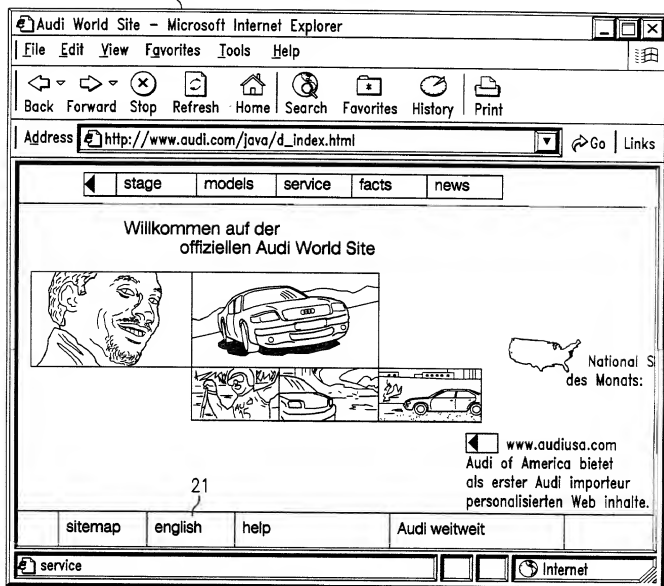 Audi World Site – Microsoft Internet Explorer
File Edit View Favorites Tools Help
Back Forward Stop Refresh Home Search Favorites History Print
Address http://www.audi.com/java/d_index.html Go Links
stage models service facts news
Willkommen auf der
offiziellen Audi World Site
National S
des Monats:
www.audiusa.com
Audi of America bietet
als erster Audi importeur
personalisierten Web inhalte.
21
sitemap english help Audi weitweit
service Internet